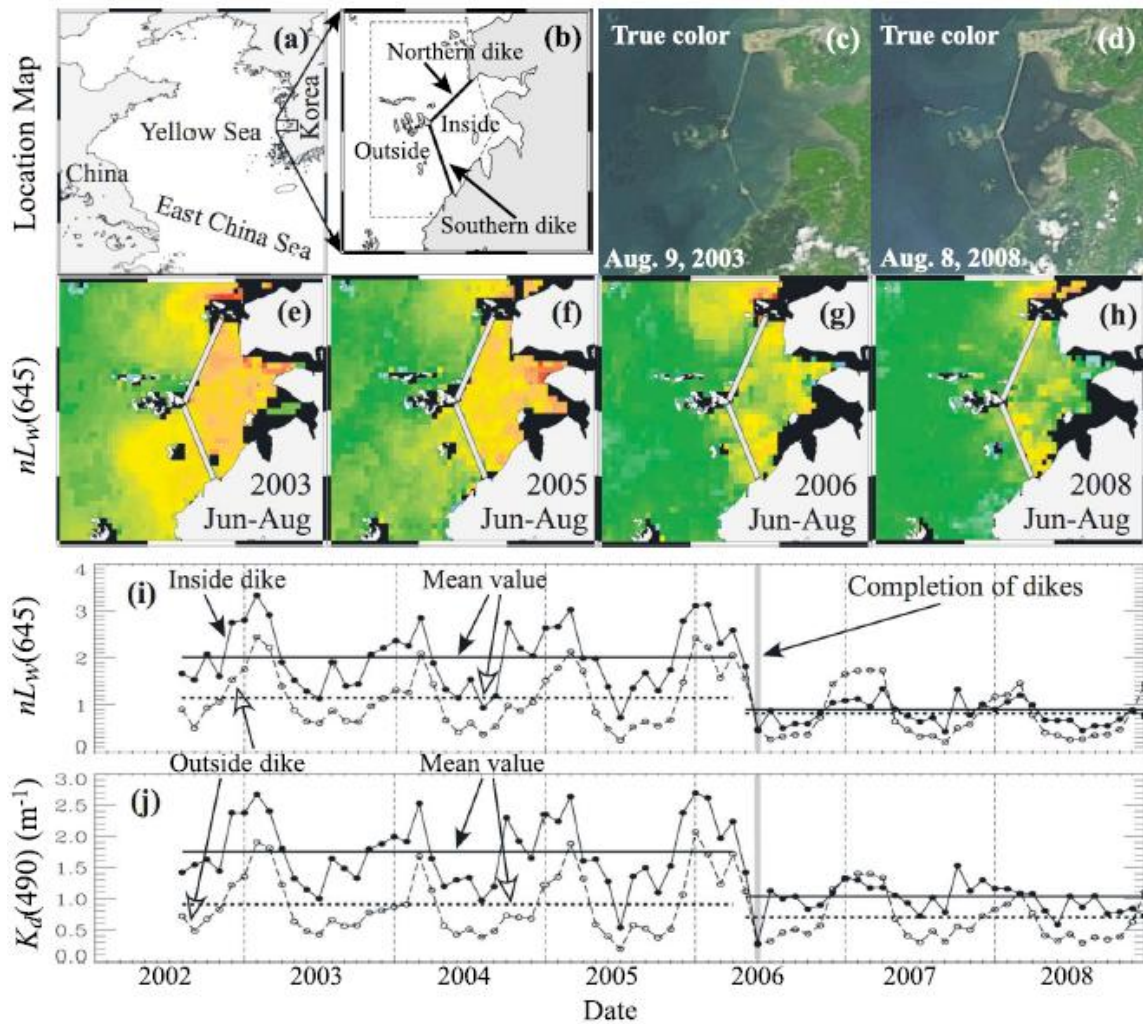 Location Map
(a)
Yellow Sea
Korea
China
East China Sea
(b)
Northern dike
Inside
Outside
Southern dike
True color (c)
Aug. 9, 2003
True color (d)
Aug. 8, 2008
nLw(645)
(e)
2003
Jun-Aug
(f)
2005
Jun-Aug
(g)
2006
Jun-Aug
(h)
2008
Jun-Aug
nLw(645)
4
3
2
1
0
(i)
Inside dike
Mean value
Completion of dikes
Outside dike
Mean value
Kd(490) (m-1)
3.0
2.5
2.0
1.5
1.0
0.5
0.0
(j)
2002 2003 2004 2005 2006 2007 2008
Date